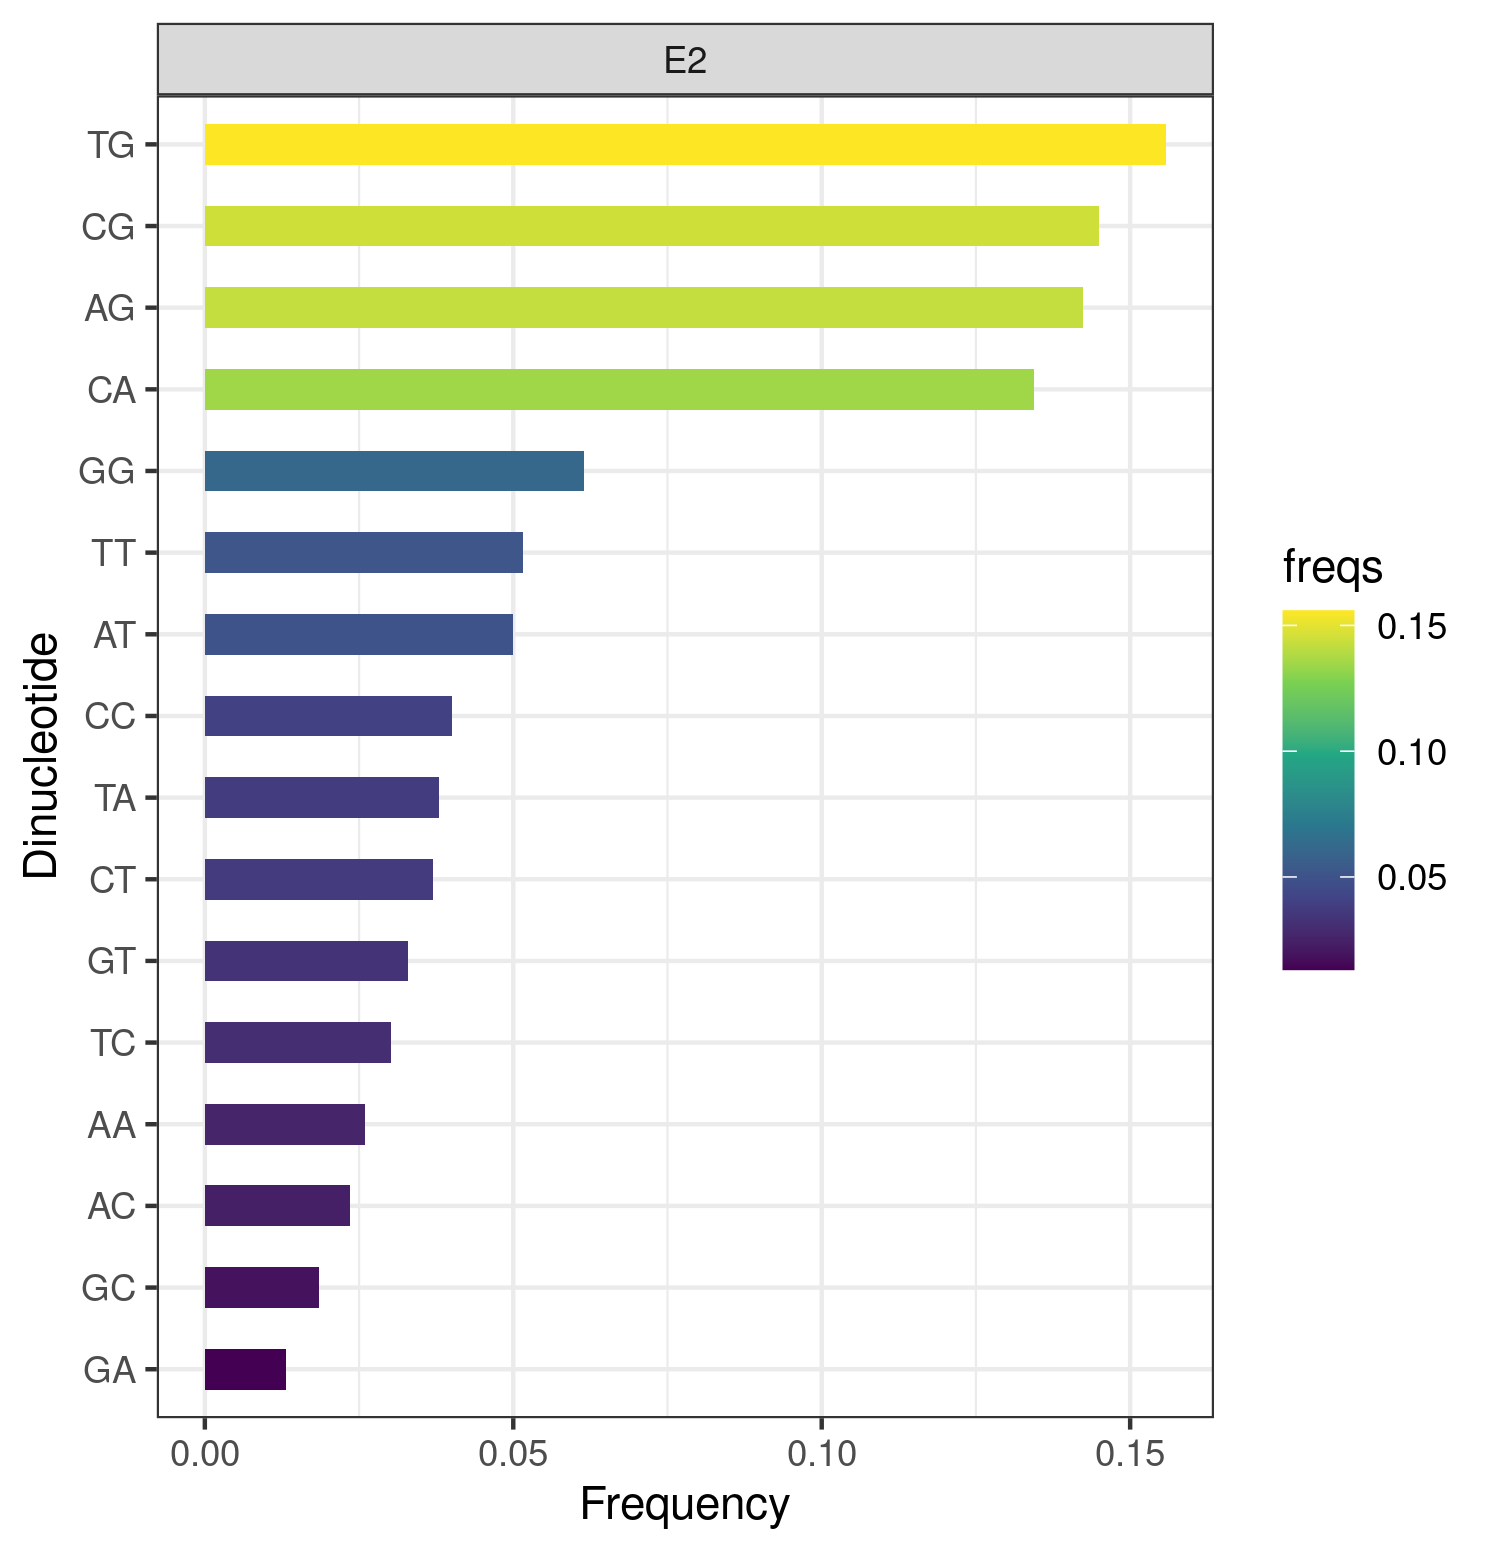 E2
TG
CG
AG
CA
GG
TT
AT
CC
TA
CT
GT
TC
AA
AC
GC
GA
Dinucleotide
0.00 0.05 0.10 0.15
Frequency
freqs
0.15
0.10
0.05